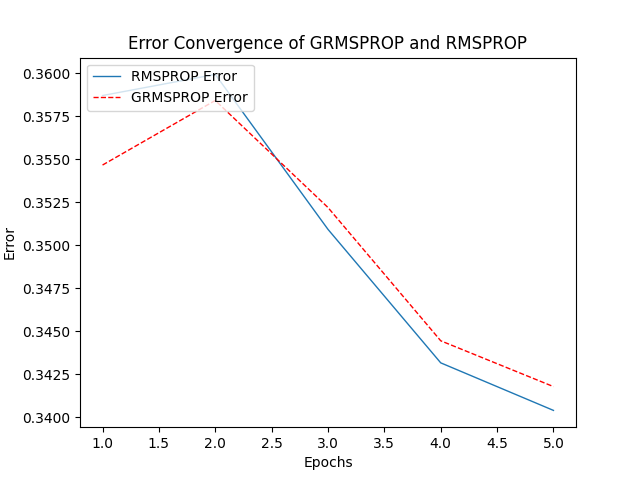 Error Convergence of GRMSPROP and RMSPROP
RMSPROP Error
GRMSPROP Error
0.3600
0.3575
0.3550
0.3525
0.3500
0.3475
0.3450
0.3425
0.3400
Error
1.0 1.5 2.0 2.5 3.0 3.5 4.0 4.5 5.0
Epochs